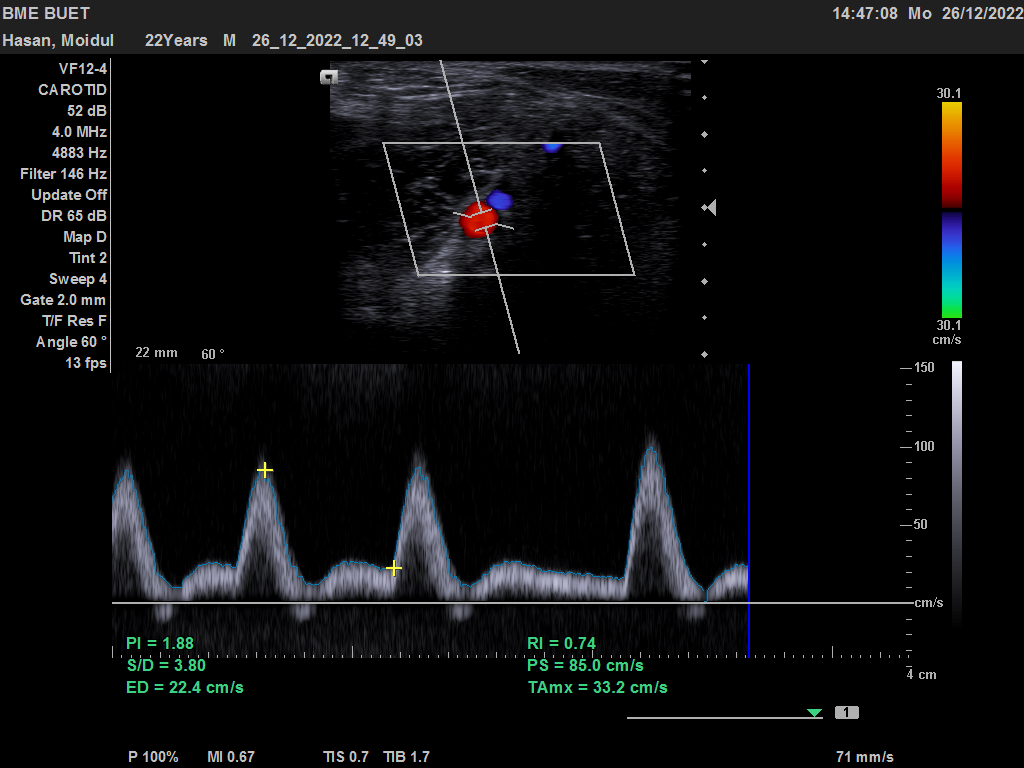 BME BUET
14:47:08 Mo 26/12/2022
Hasan, Moidul 22Years M 26_12_2022_12_49_03
VF12-4
CAROTID
52 dB
4.0 MHz
4883 Hz
Filter 146 Hz
Update Off
DR 65 dB
Map D
Tint 2
Sweep 4
Gate 2.0 mm
T/F Res F
Angle 60 °
13 fps
22 mm 60 °
30.1
30.1
cm/s
150
100
50
cm/s
4 cm
PI = 1.88
S/D = 3.80
ED = 22.4 cm/s
RI = 0.74
PS = 85.0 cm/s
TAmx = 33.2 cm/s
1
P 100% MI 0.67 TIS 0.7 TIB 1.7 71 mm/s